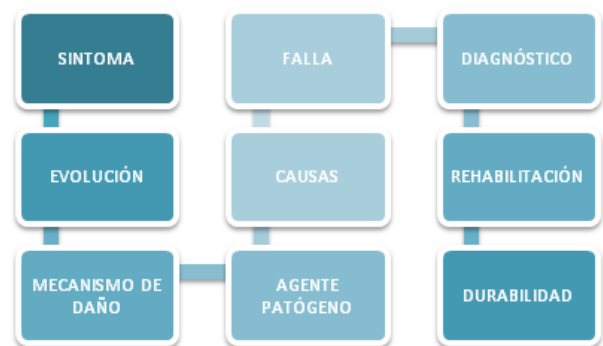 SINTOMA
EVOLUCIÓN
MECANISMO DE
DAÑO
AGENTE
PATÓGENO
CAUSAS
FALLA
DIAGNÓSTICO
REHABILITACIÓN
DURABILIDAD